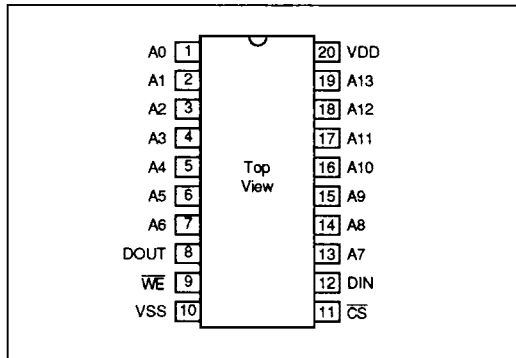 A0 1 20 VDD
A1 2 19 A13
A2 3 18 A12
A3 4 17 A11
A4 5 Top 16 A10
A5 6 View 15 A9
A6 7 14 A8
DOUT 8 13 A7
W̅E̅ 9 12 DIN
VSS 10 11 C̅S̅